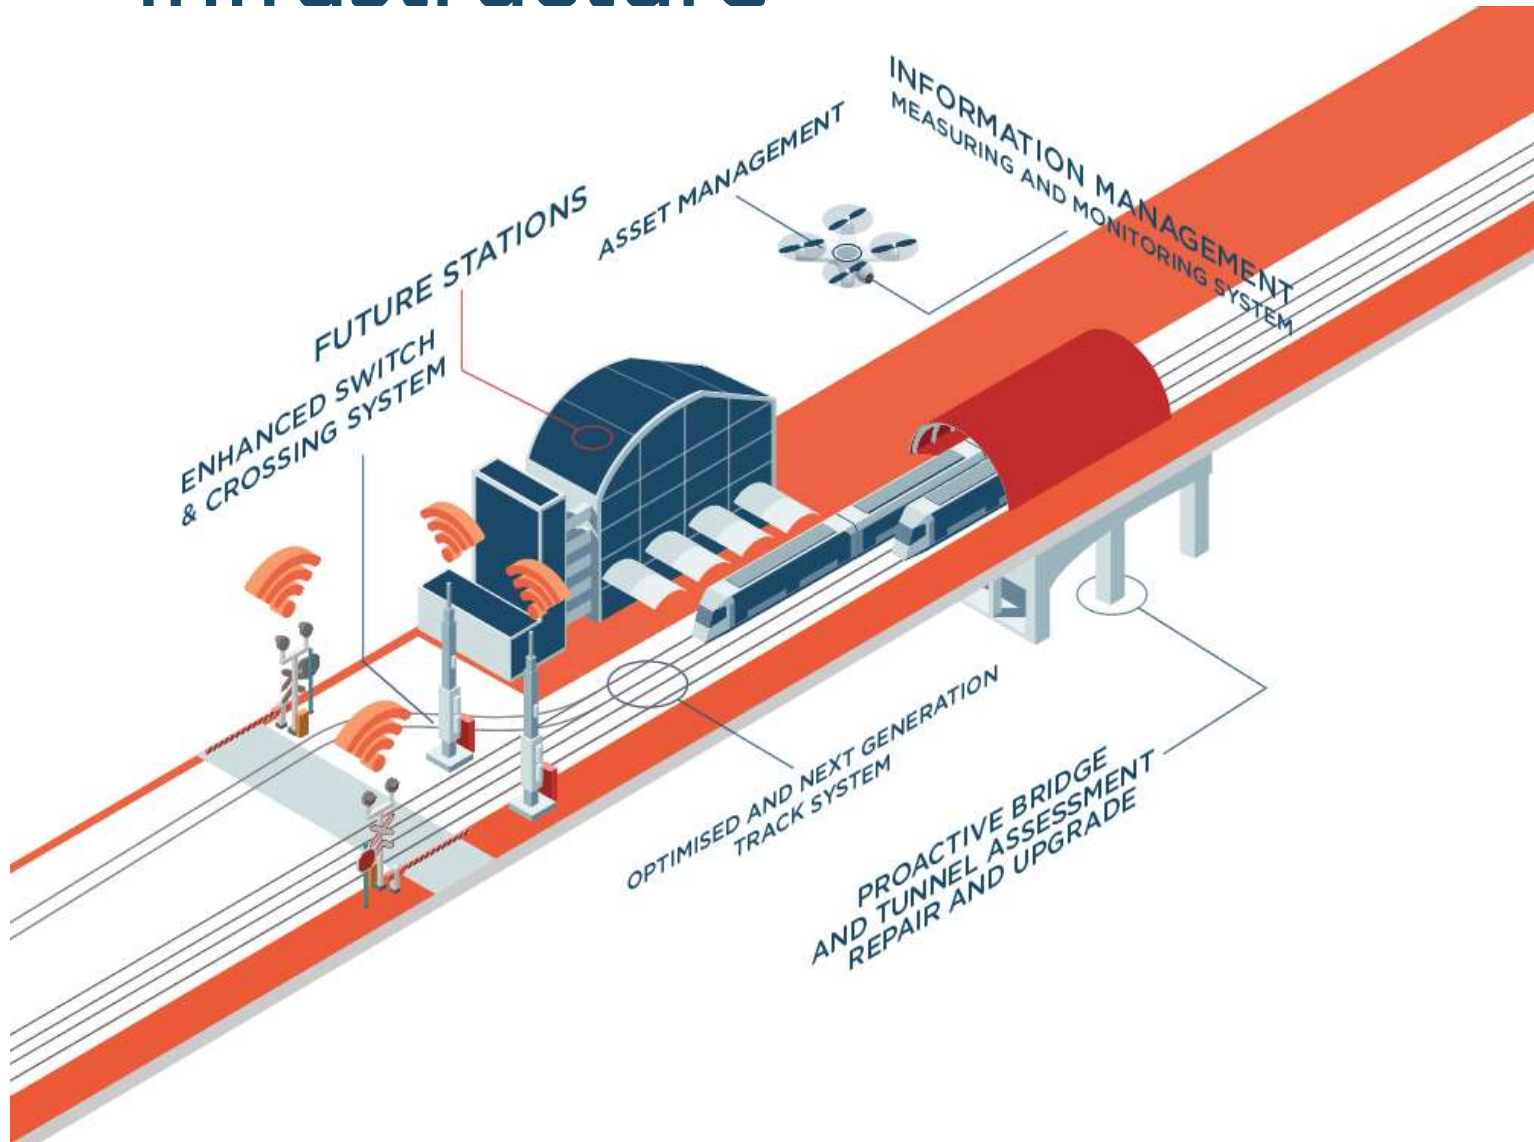 INFORMATION MANAGEMENT
MEASURING AND MONITORING SYSTEM
ASSET MANAGEMENT
FUTURE STATIONS
ENHANCED SWITCH
& CROSSING SYSTEM
OPTIMISED AND NEXT GENERATION
TRACK SYSTEM
PROACTIVE BRIDGE
AND TUNNEL ASSESSMENT
REPAIR AND UPGRADE